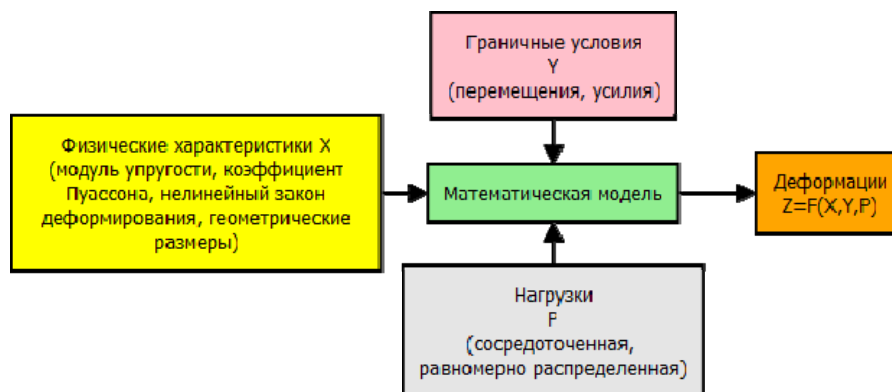 Граничные условия
Y
(перемещения, усилия)
Физические характеристики X
(модуль упругости, коэффициент
Пуассона, нелинейный закон
деформирования, геометрические
размеры)
Математическая модель
Деформации
Z=F(X,Y,P)
Нагрузки
P
(сосредоточенная,
равномерно распределенная)